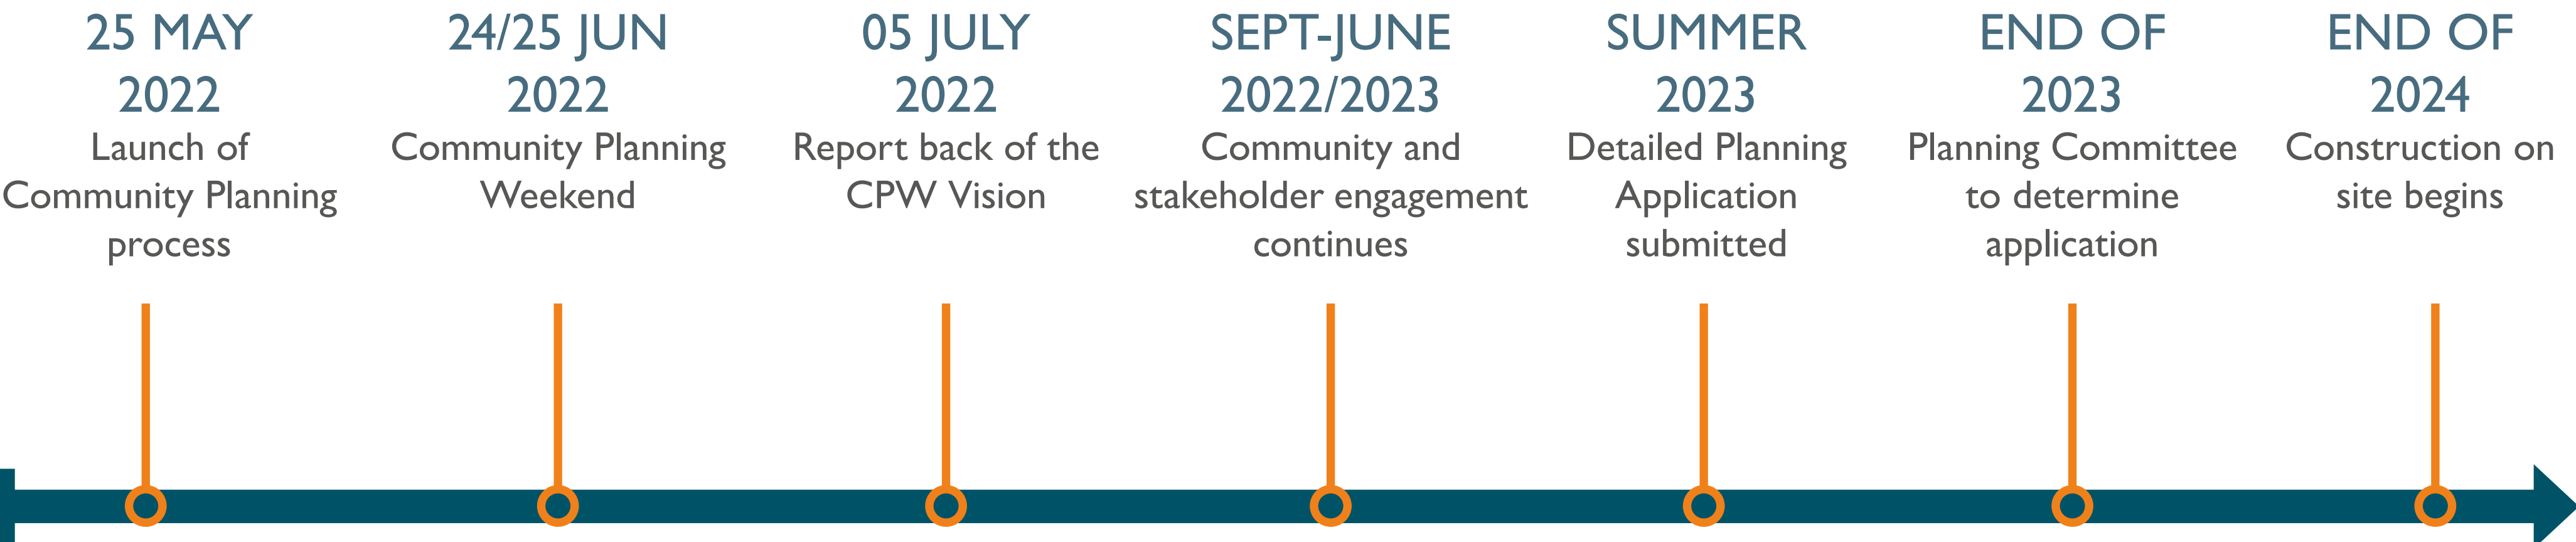 25 MAY
2022
Launch of
Community Planning
process
24/25 JUN
2022
Community Planning
Weekend
05 JULY
2022
Report back of the
CPW Vision
SEPT-JUNE
2022/2023
Community and
stakeholder engagement
continues
SUMMER
2023
Detailed Planning
Application
submitted
END OF
2023
Planning Committee
to determine
application
END OF
2024
Construction on
site begins